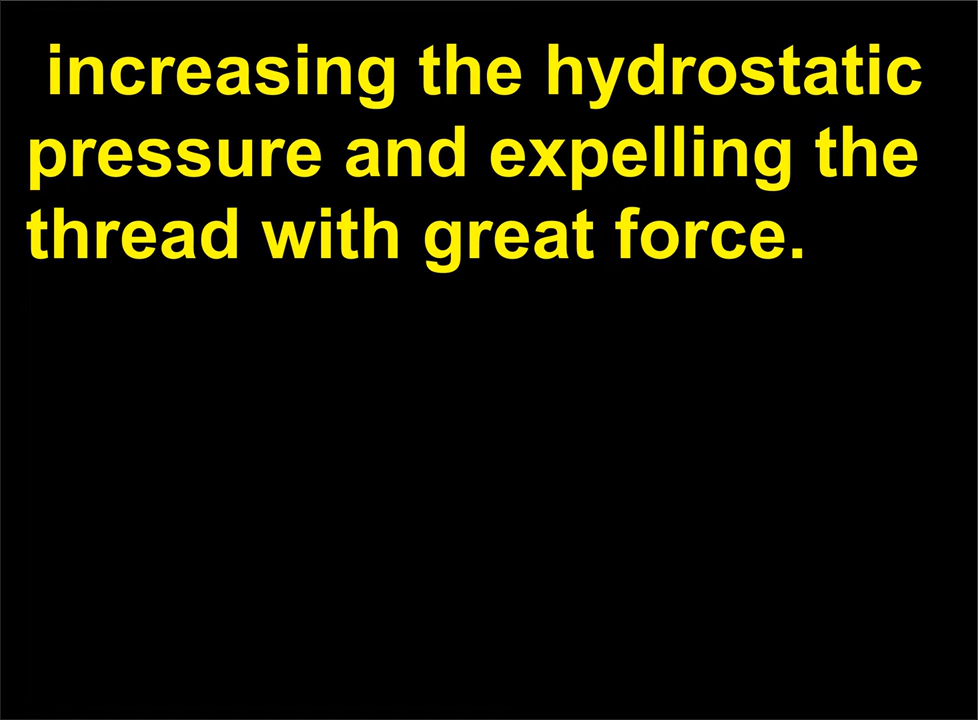 increasing the hydrostatic
pressure and expelling the
thread with great force.